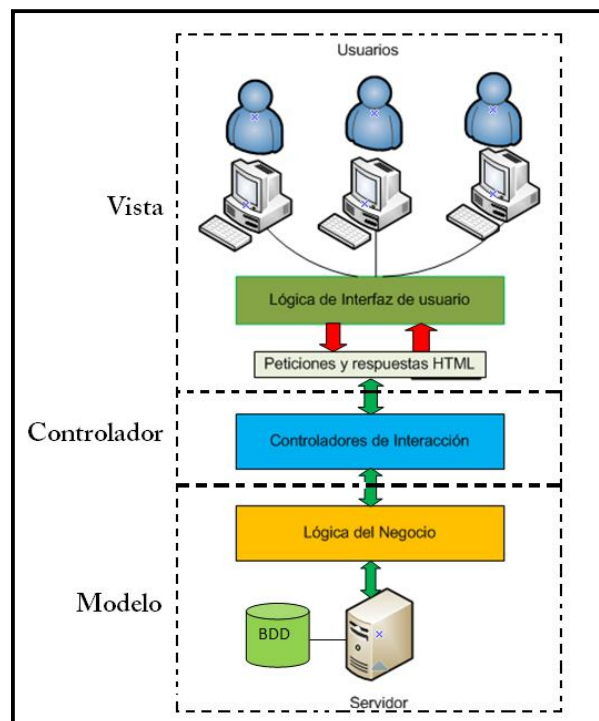 Usuarios
Vista
Lógica de Interfaz de usuario
Peticiones y respuestas HTML
Controlador
Controladores de Interacción
Lógica del Negocio
Modelo
BDD
Servidor